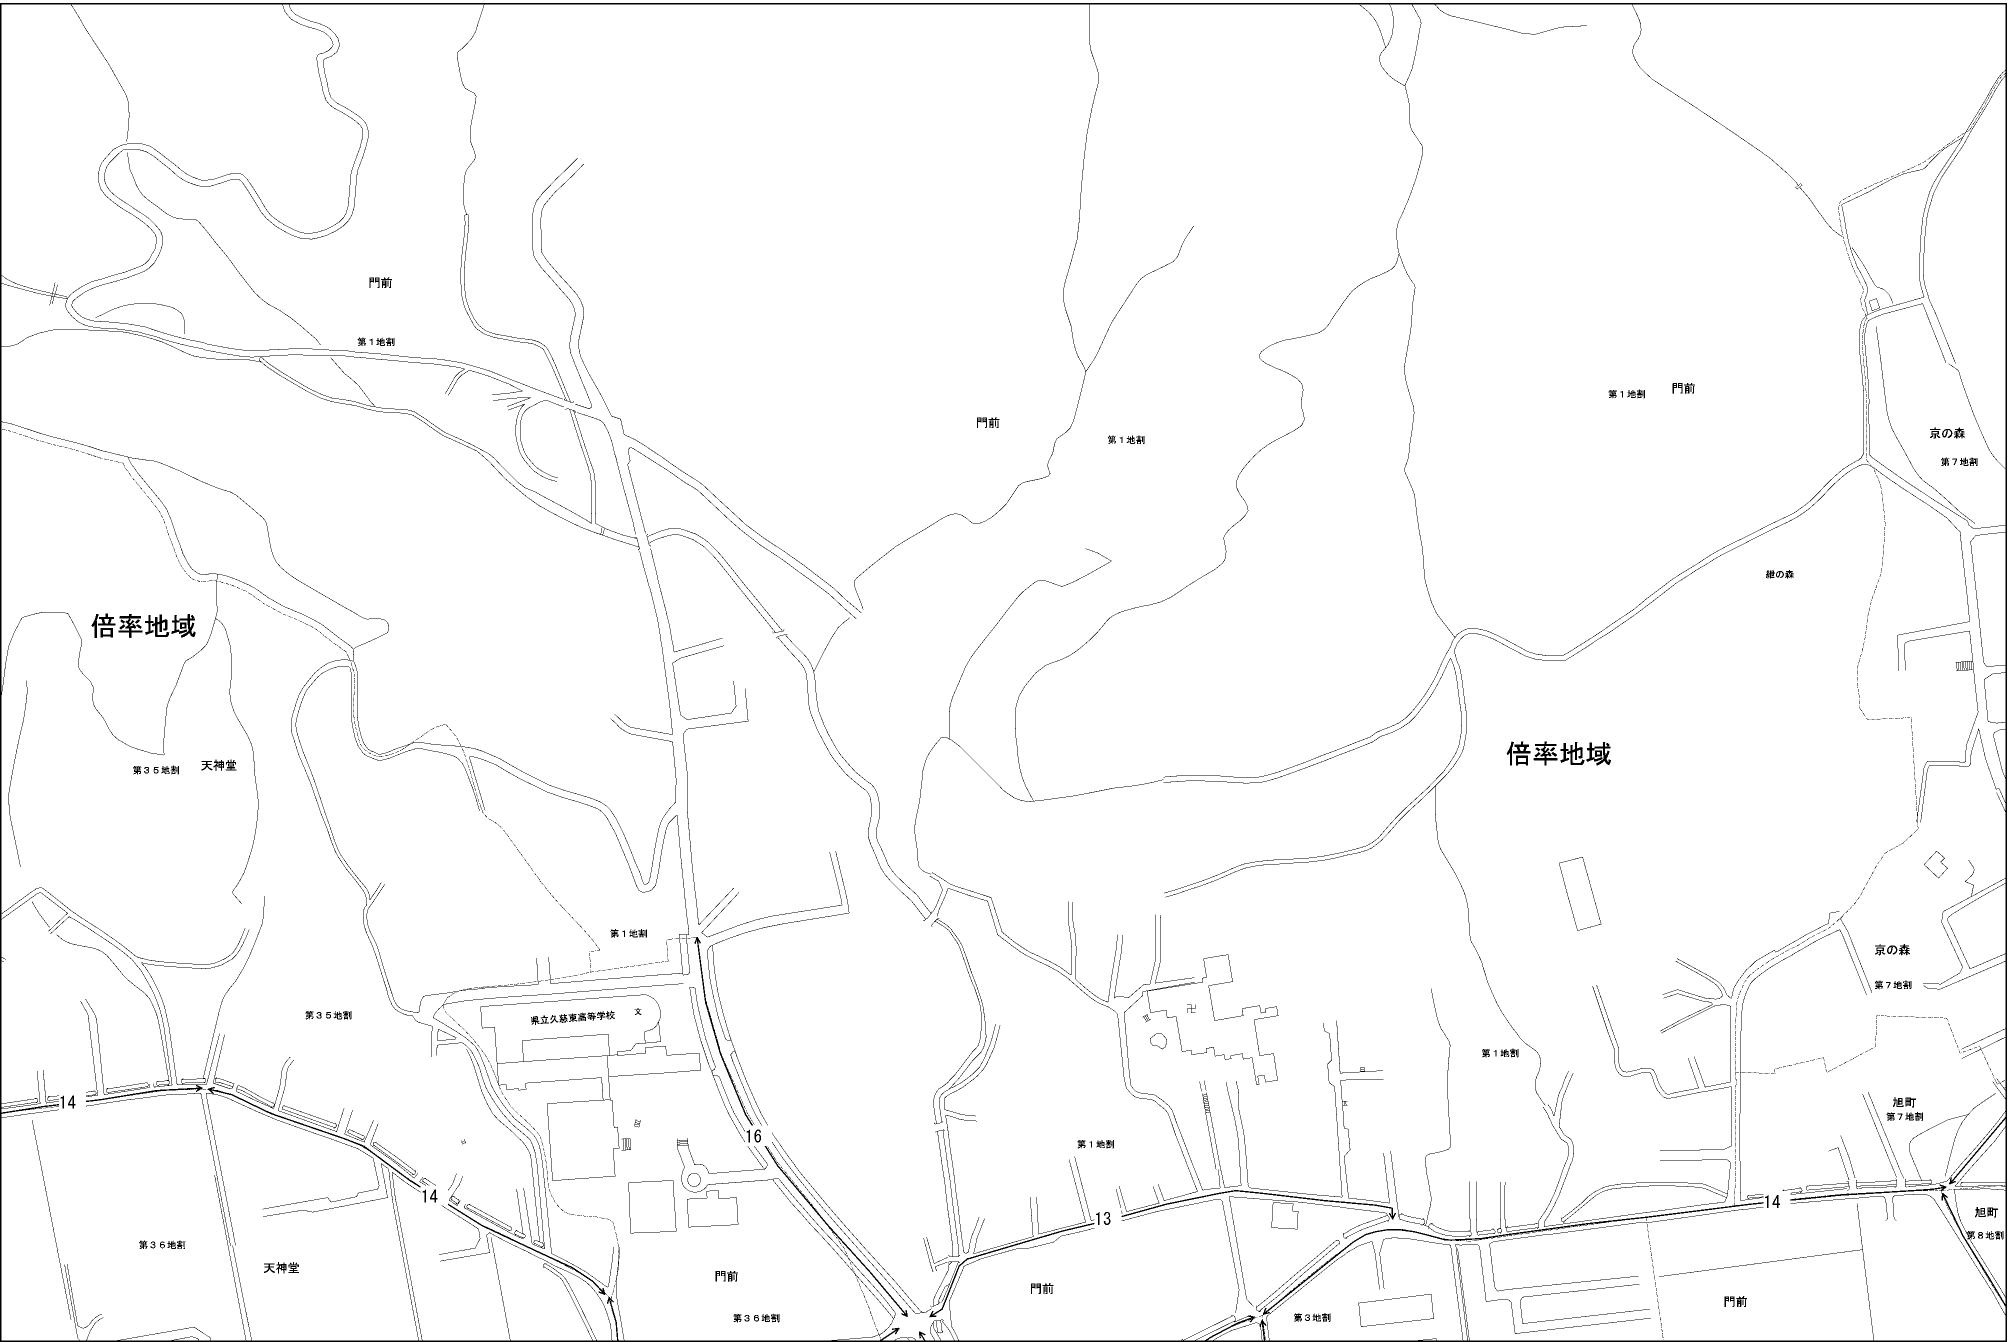 門前
第１地割
門前
第１地割
第１地割
門前
京の森
第７地割
紺の森
倍率地域
倍率地域
第３５地割
天神堂
第１地割
京の森
第７地割
第３５地割
県立久慈東高等学校
文
卍
第１地割
14
旭町
第７地割
16
第１地割
14
14
13
旭町
第８地割
第３６地割
天神堂
門前
門前
門前
第３６地割
第３地割